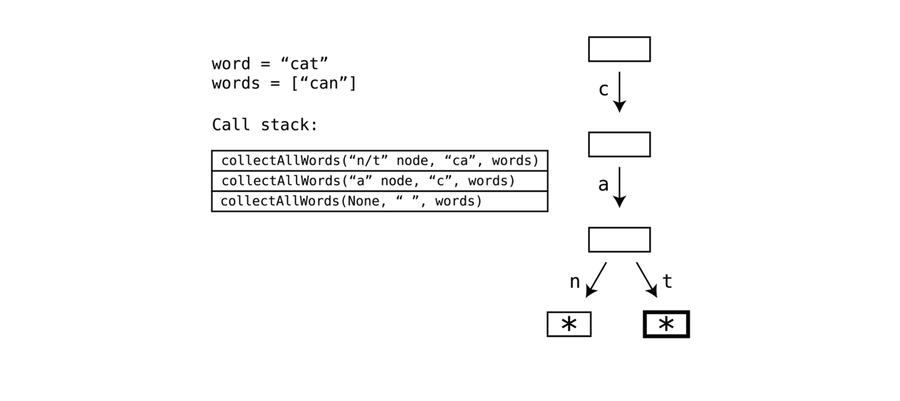 word = “cat”
words = [“can”]
Call stack:
collectAllWords(“n/t” node, “ca”, words)
collectAllWords(“a” node, “c”, words)
collectAllWords(None, “ ”, words)
c
a
n t
* *